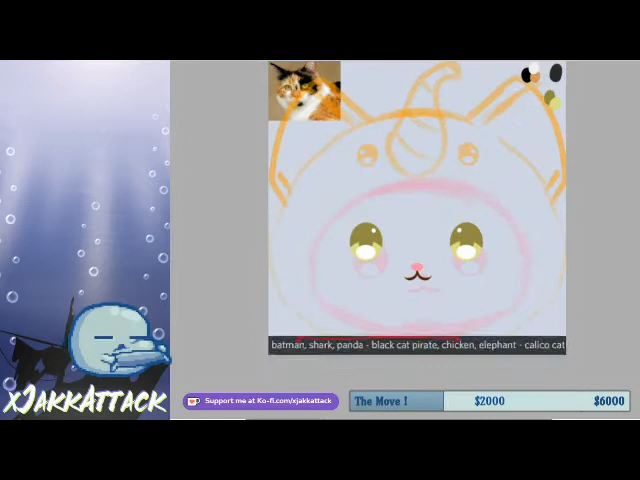 batman, shark, panda - black cat pirate, chicken, elephant - calico cat
xJakkAttack
Support me at Ko-fi.com/xjakkattack
The Move ! $2000 $6000